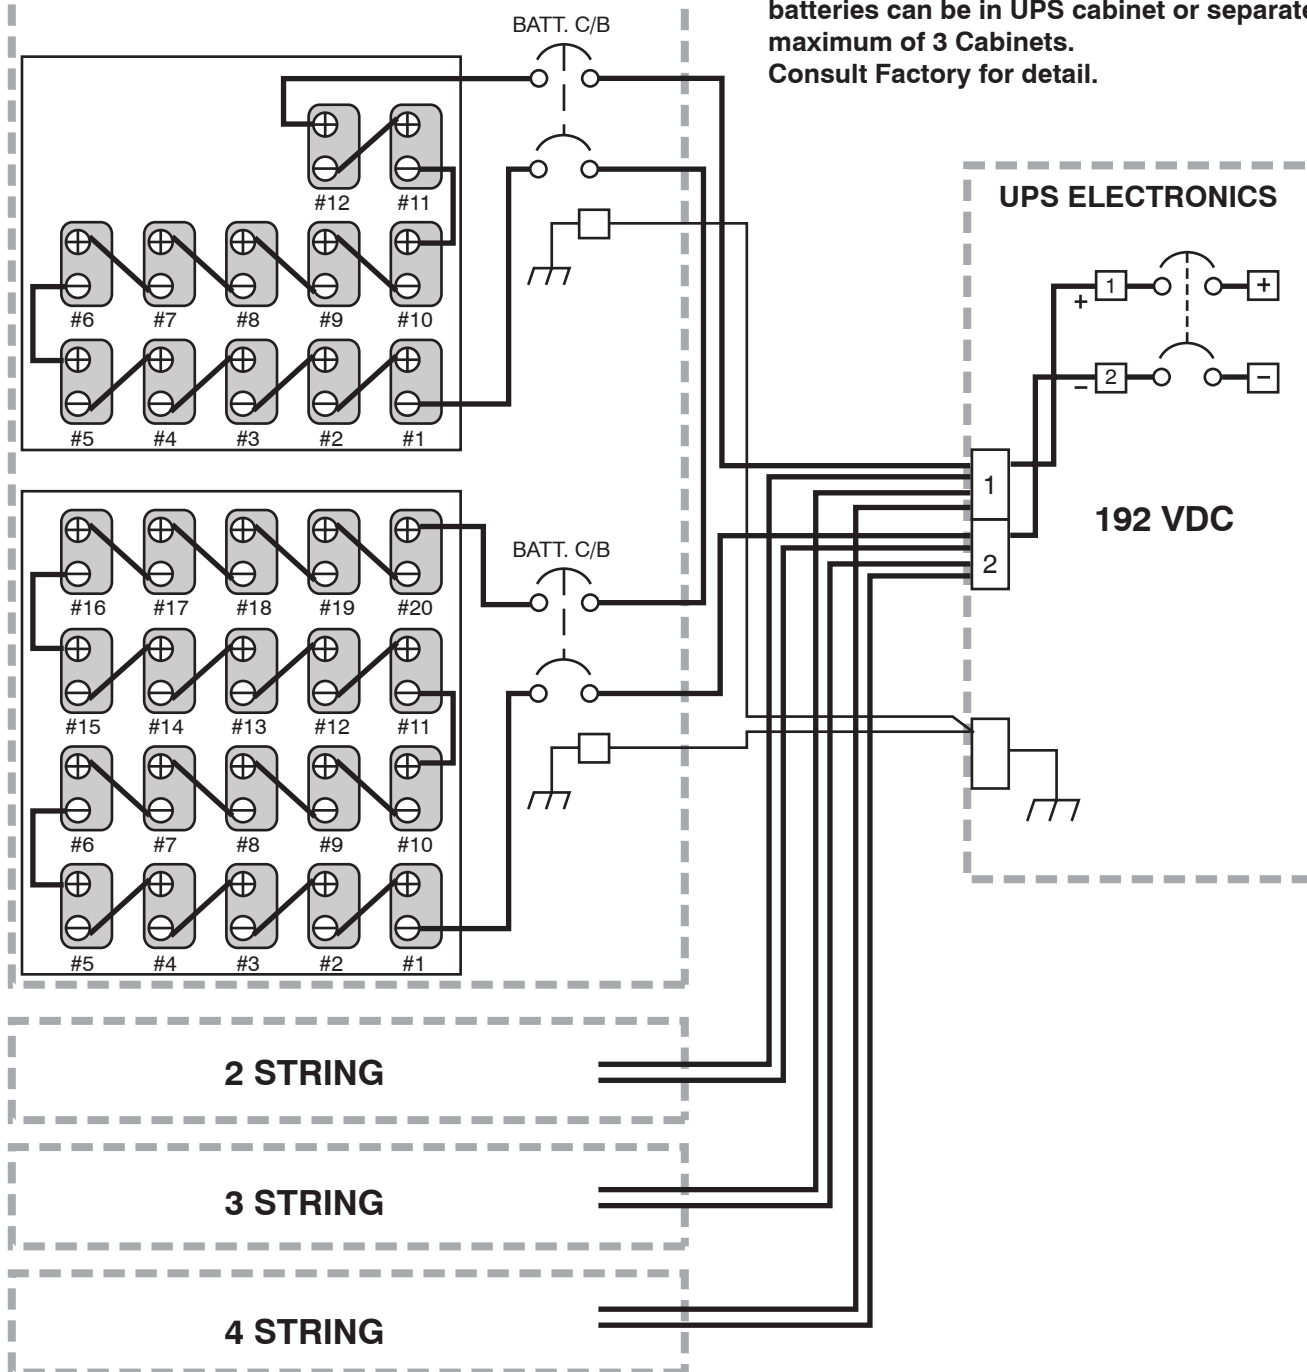 batteries can be in UPS cabinet or separate
maximum of 3 Cabinets.
Consult Factory for detail.
BATT. C/B
#12 #11
#6 #7 #8 #9 #10
#5 #4 #3 #2 #1
UPS ELECTRONICS
+ 1 +
– 2 –
192 VDC
1
2
BATT. C/B
#16 #17 #18 #19 #20
#15 #14 #13 #12 #11
#6 #7 #8 #9 #10
#5 #4 #3 #2 #1
2 STRING
3 STRING
4 STRING